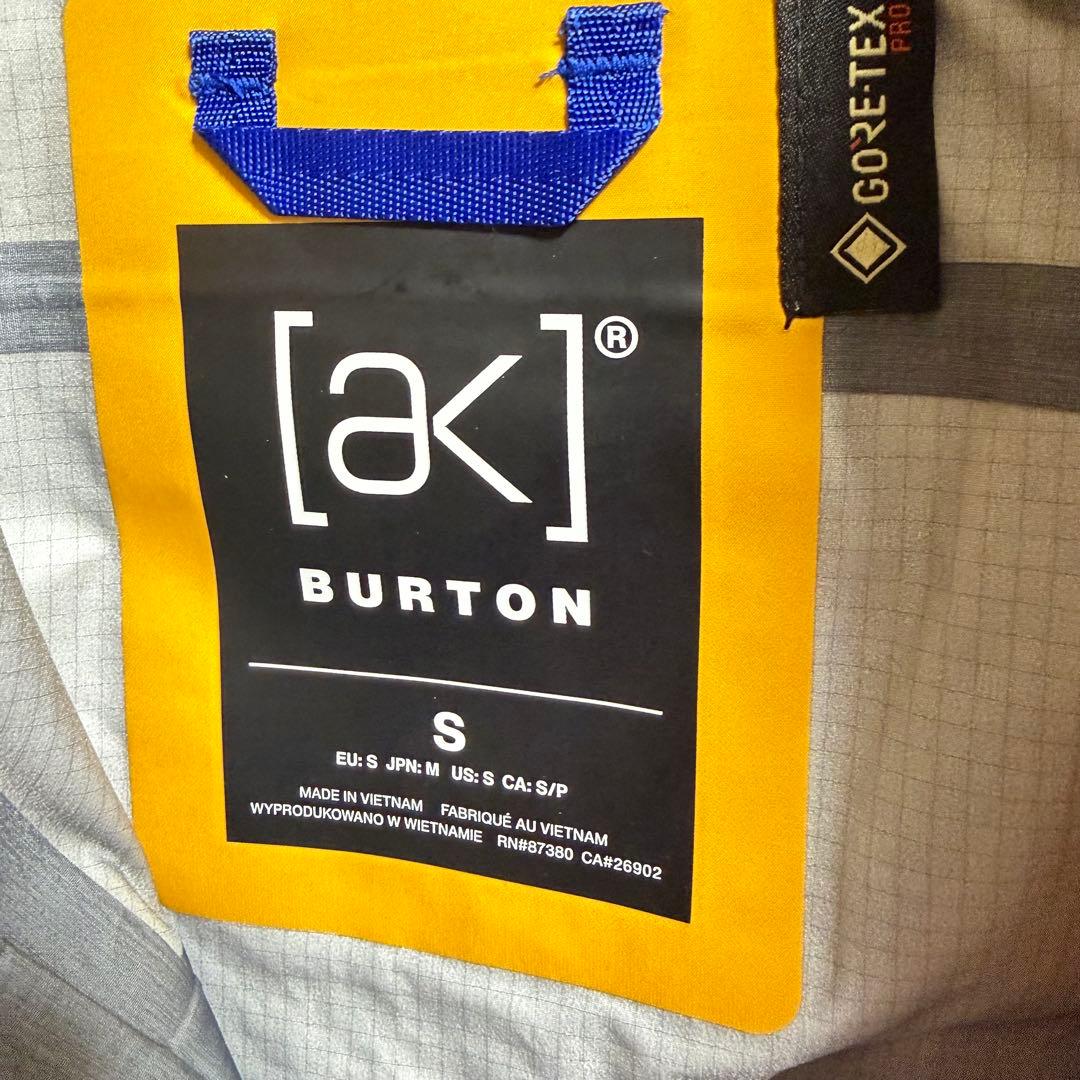 GORE-TEX
PRO
[ak]®
BURTON
S
EU: S JPN: M US: S CA: S/P
MADE IN VIETNAM FABRIQUÉ AU VIETNAM
WYPRODUKOWANO W WIETNAMIE RN#87380 CA#26902